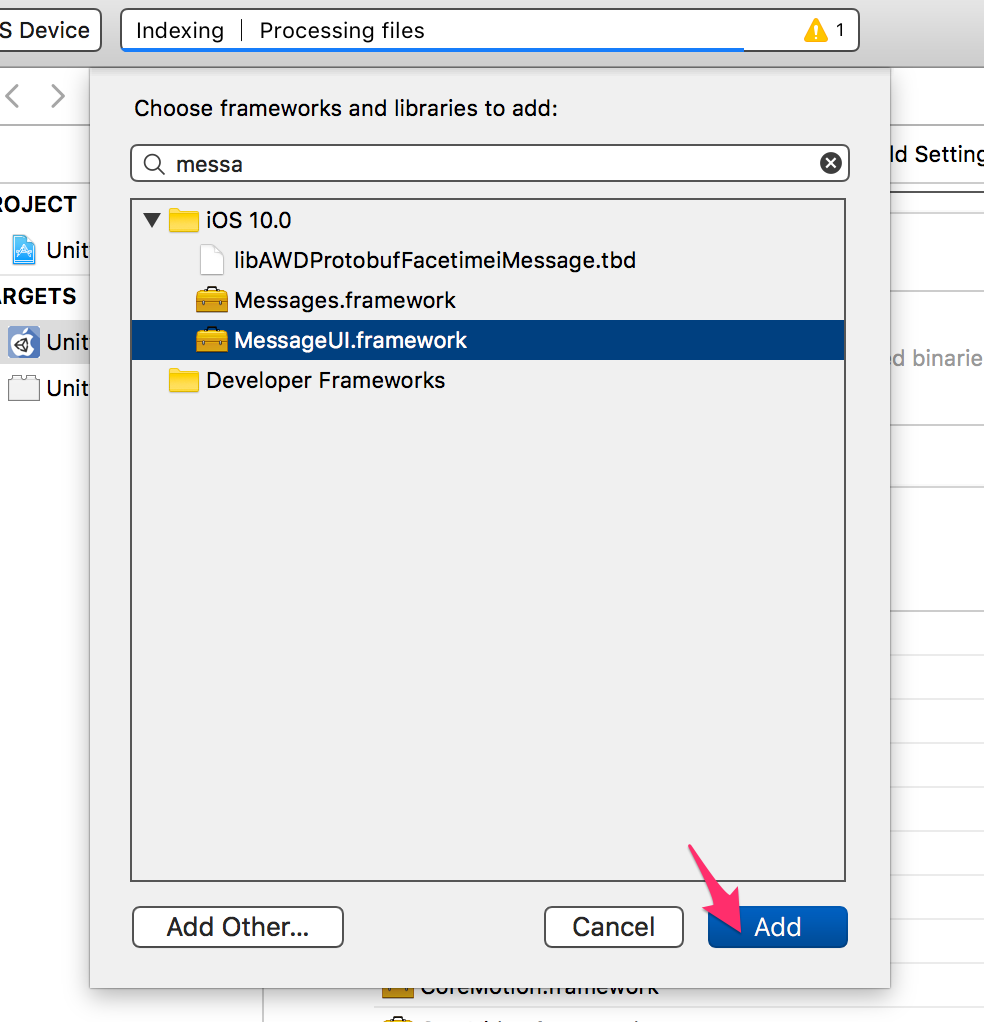 S Device
Indexing | Processing files
1
Choose frameworks and libraries to add:
messa
ld Setting
ROJECT
iOS 10.0
Unit
libAWDProtobufFacetimeiMessage.tbd
ARGETS
Messages.framework
Unit
MessageUI.framework
ed binarie
Developer Frameworks
Unit
Add Other...
Cancel
Add
CoreMotion.framework